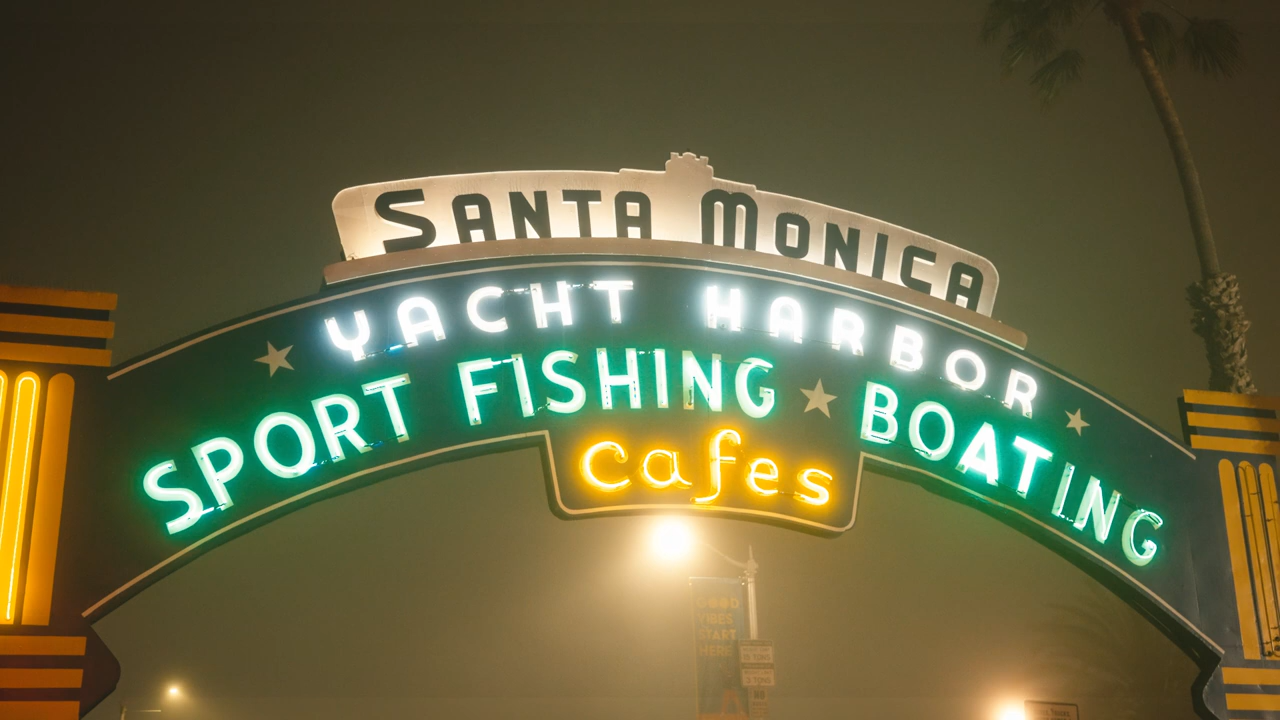 SANTA MONICA
YACHT HARBOR
SPORT FISHING ★ BOATING
Cafes
GOOD
VIBES
START
HERE